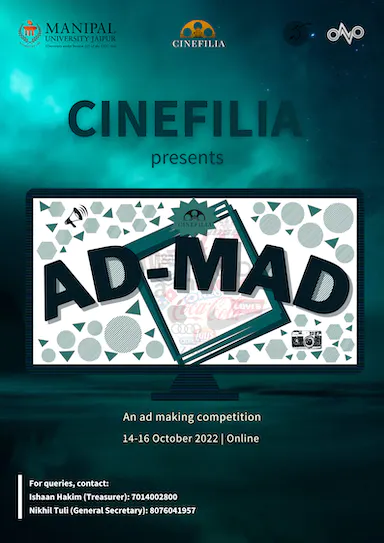 MANIPAL
UNIVERSITY JAIPUR
CINEFILIA
CINEFILIA
presents
CINEFILIA
AD-MAD
An ad making competition
14-16 October 2022 | Online
For queries, contact:
Ishaan Hakim (Treasurer): 7014002800
Nikhil Tuli (General Secretary): 8076041957